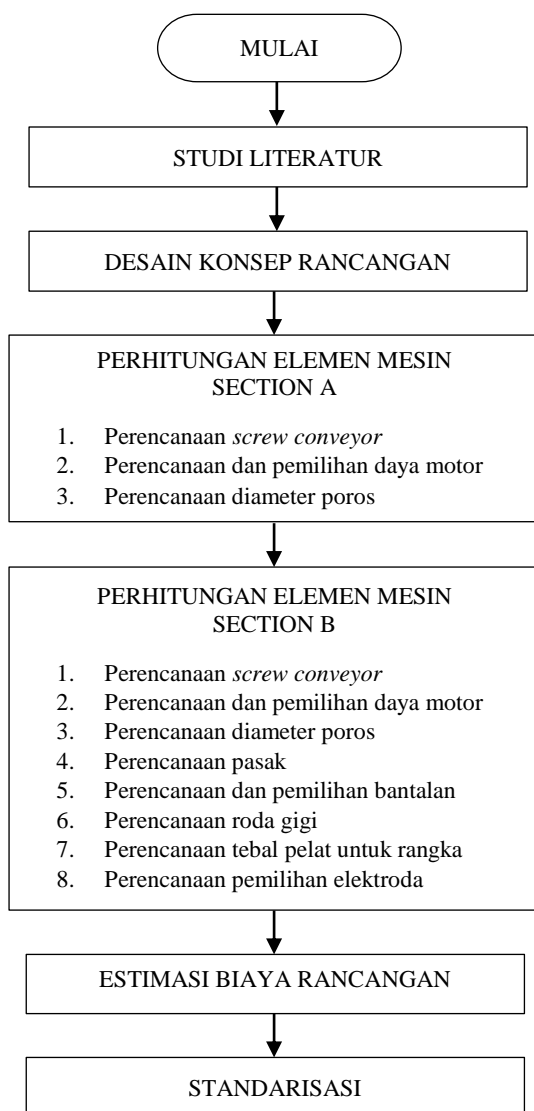 MULAI
STUDI LITERATUR
DESAIN KONSEP RANCANGAN
PERHITUNGAN ELEMEN MESIN
SECTION A
1. Perencanaan screw conveyor
2. Perencanaan dan pemilihan daya motor
3. Perencanaan diameter poros
PERHITUNGAN ELEMEN MESIN
SECTION B
1. Perencanaan screw conveyor
2. Perencanaan dan pemilihan daya motor
3. Perencanaan diameter poros
4. Perencanaan pasak
5. Perencanaan dan pemilihan bantalan
6. Perencanaan roda gigi
7. Perencanaan tebal pelat untuk rangka
8. Perencanaan pemilihan elektroda
ESTIMASI BIAYA RANCANGAN
STANDARISASI